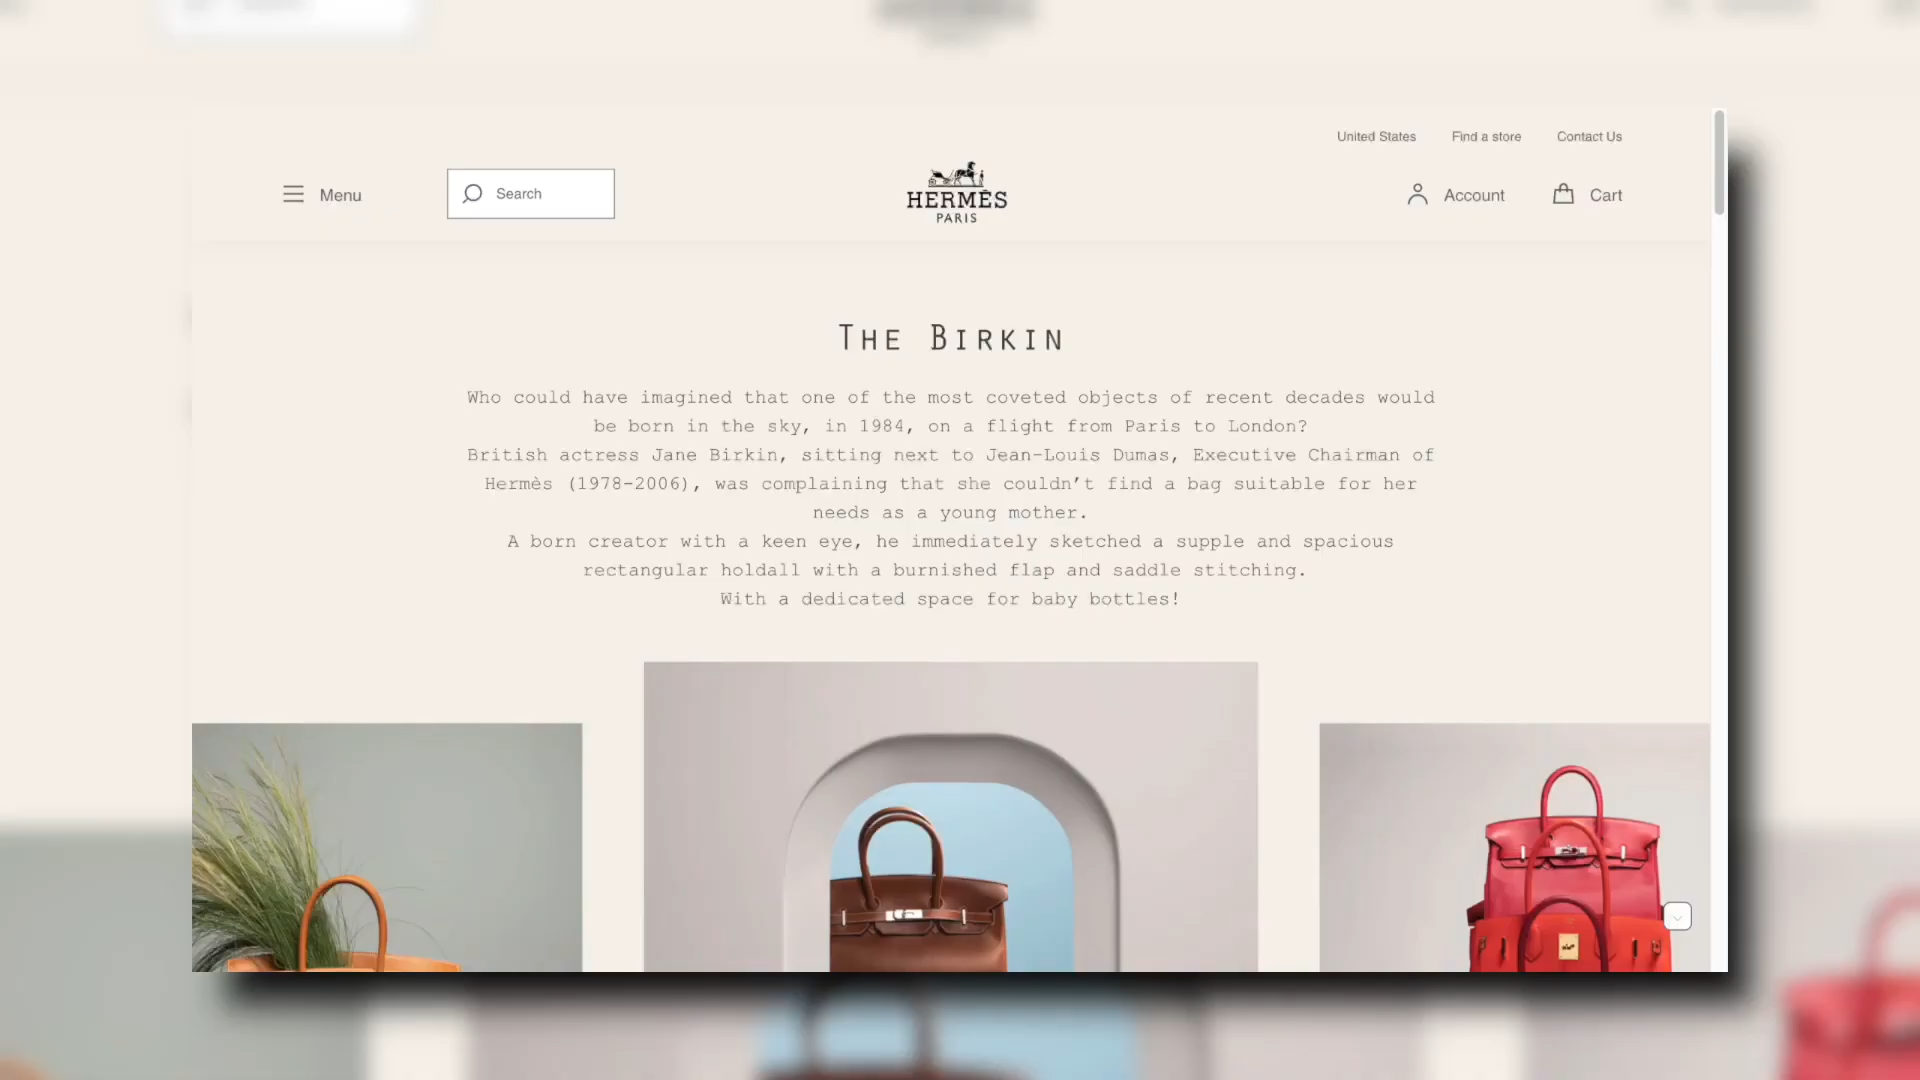 United States Find a store Contact Us
Menu Search HERMÈS Account Cart
PARIS
THE BIRKIN
Who could have imagined that one of the most coveted objects of recent decades would
be born in the sky, in 1984, on a flight from Paris to London?
British actress Jane Birkin, sitting next to Jean-Louis Dumas, Executive Chairman of
Hermès (1978-2006), was complaining that she couldn’t find a bag suitable for her
needs as a young mother.
A born creator with a keen eye, he immediately sketched a supple and spacious
rectangular holdall with a burnished flap and saddle stitching.
With a dedicated space for baby bottles!